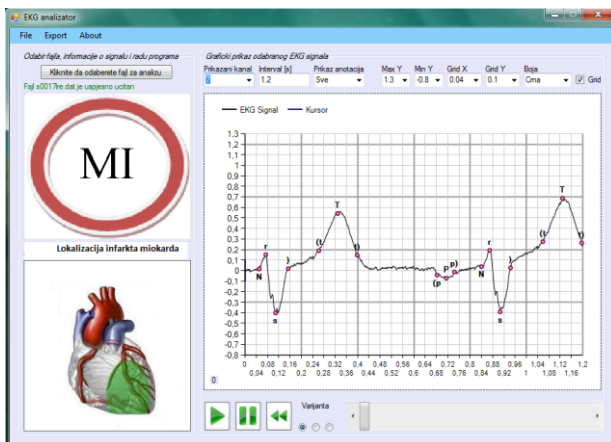 EKG analizator
File Export About
Odabir fajla, informacije o signalu i radu programa
Kliknite da odaberete fajl za analizu
Fajl s0017lre.dat je uspjesno ucitan
MI
Lokalizacija infarkta miokarda
Graficki prikaz odabranog EKG signala
Prikazani kanal Interval [s] Prikaz anotacija Max Y Min Y Grid X Grid Y Boja
7 1.2 Sve 1.3 -0.8 0.04 0.1 Crna Grid
EKG Signal Kursor
1,3
1,2
1,1
1
0,9
0,8
0,7
0,6
0,5
0,4
0,3
0,2
0,1
0
-0,1
-0,2
-0,3
-0,4
-0,5
-0,6
-0,7
-0,8
N r s ) (t T t) (p P p) N r s ) (t T t)
0 0,08 0,16 0,24 0,32 0,4 0,48 0,56 0,64 0,72 0,8 0,88 0,96 1,04 1,12 1,2
0,04 0,12 0,2 0,28 0,36 0,44 0,52 0,6 0,68 0,76 0,84 0,92 1 1,08 1,16
0
Varijanta